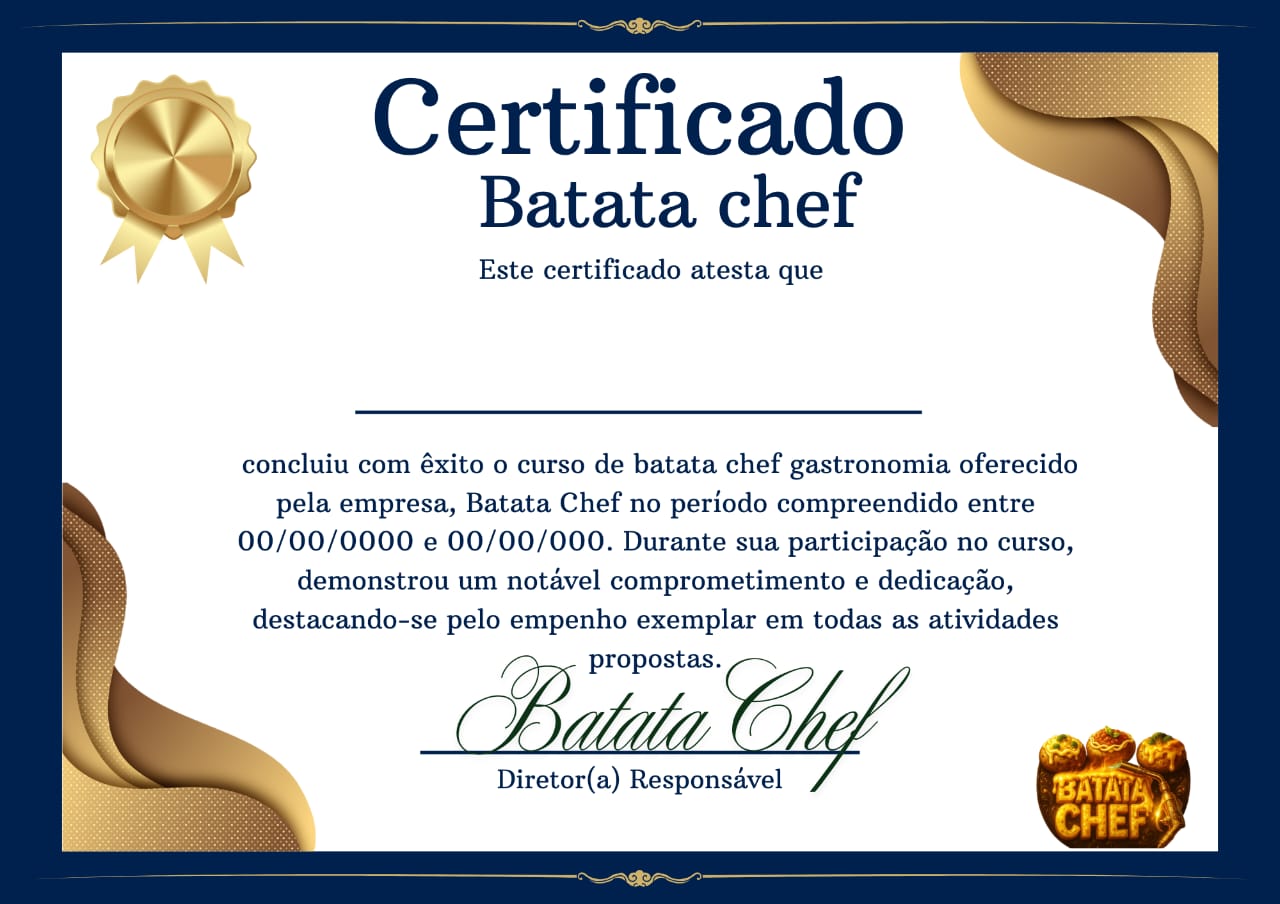 Certificado
Batata chef
Este certificado atesta que
concluiu com êxito o curso de batata chef gastronomia oferecido
pela empresa, Batata Chef no período compreendido entre
00/00/0000 e 00/00/000. Durante sua participação no curso,
demonstrou um notável comprometimento e dedicação,
destacando-se pelo empenho exemplar em todas as atividades
propostas.
Batata Chef
Diretor(a) Responsável
BATATA
CHEF